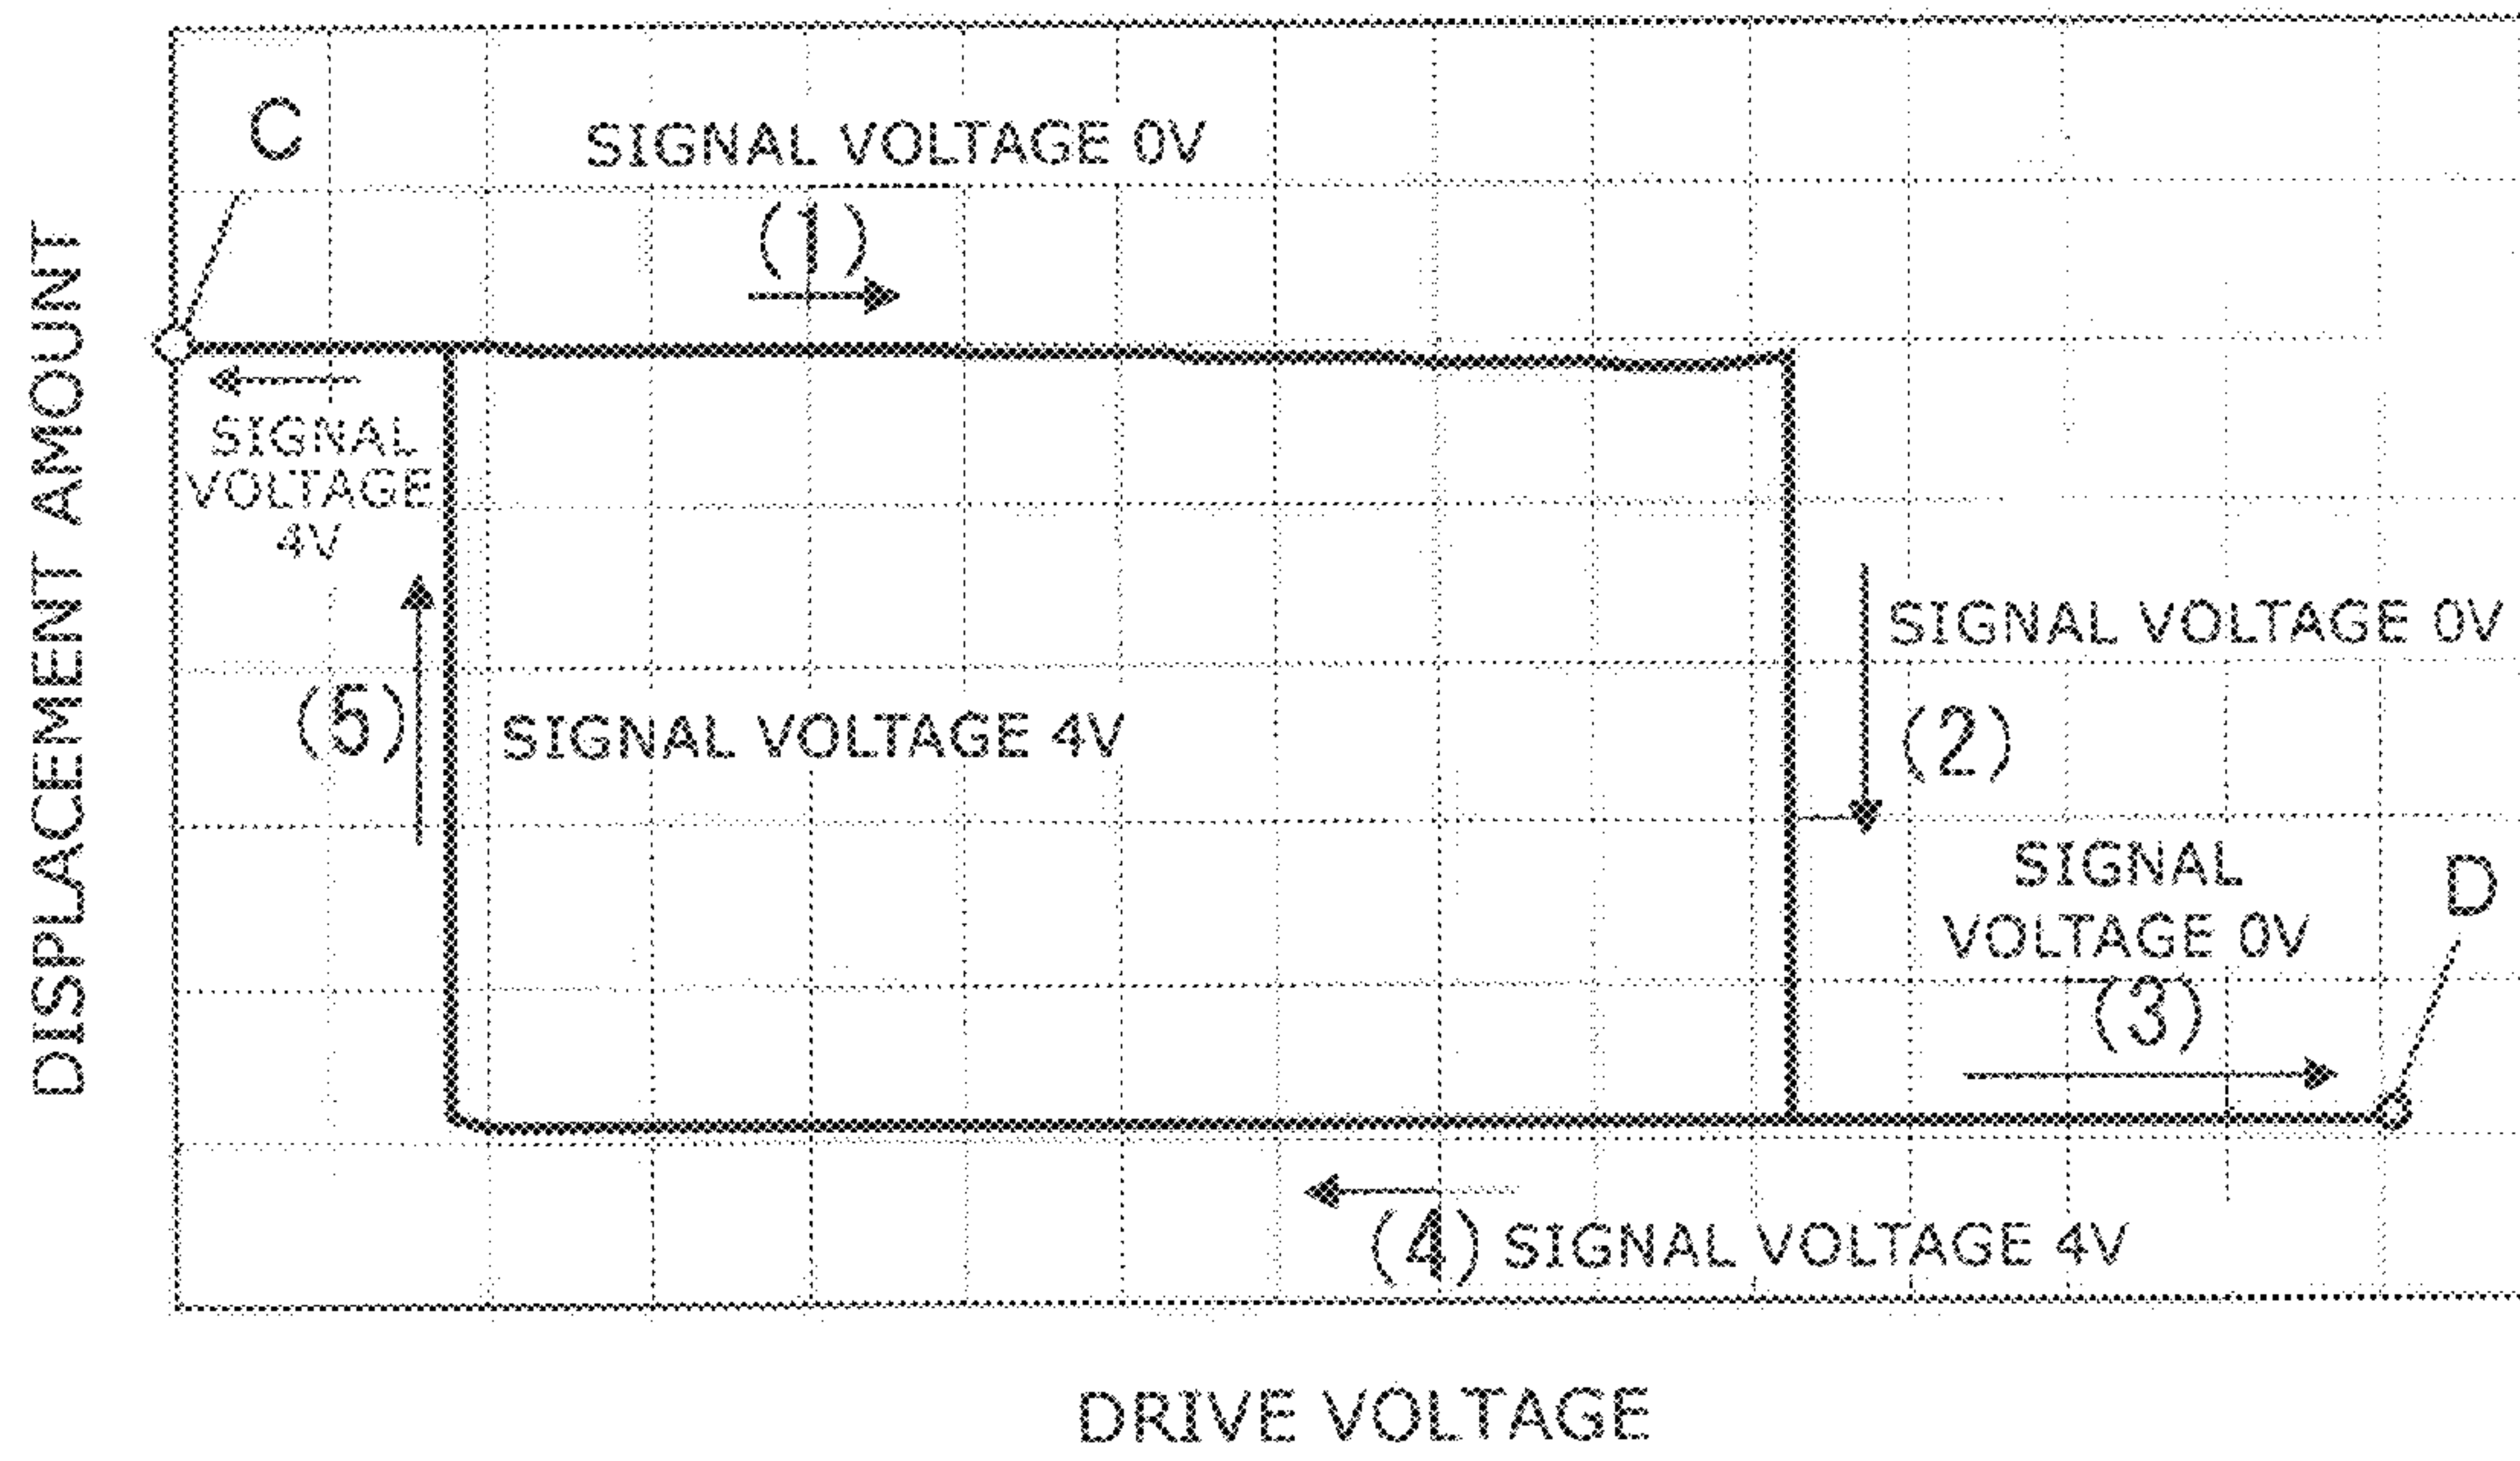 C
SIGNAL VOLTAGE 0V
(1)
DISPLACEMENT AMOUNT
SIGNAL
VOLTAGE
4V
(5)
SIGNAL VOLTAGE 4V
SIGNAL VOLTAGE 0V
(2)
SIGNAL
VOLTAGE 0V
(3)
D
(4) SIGNAL VOLTAGE 4V
DRIVE VOLTAGE